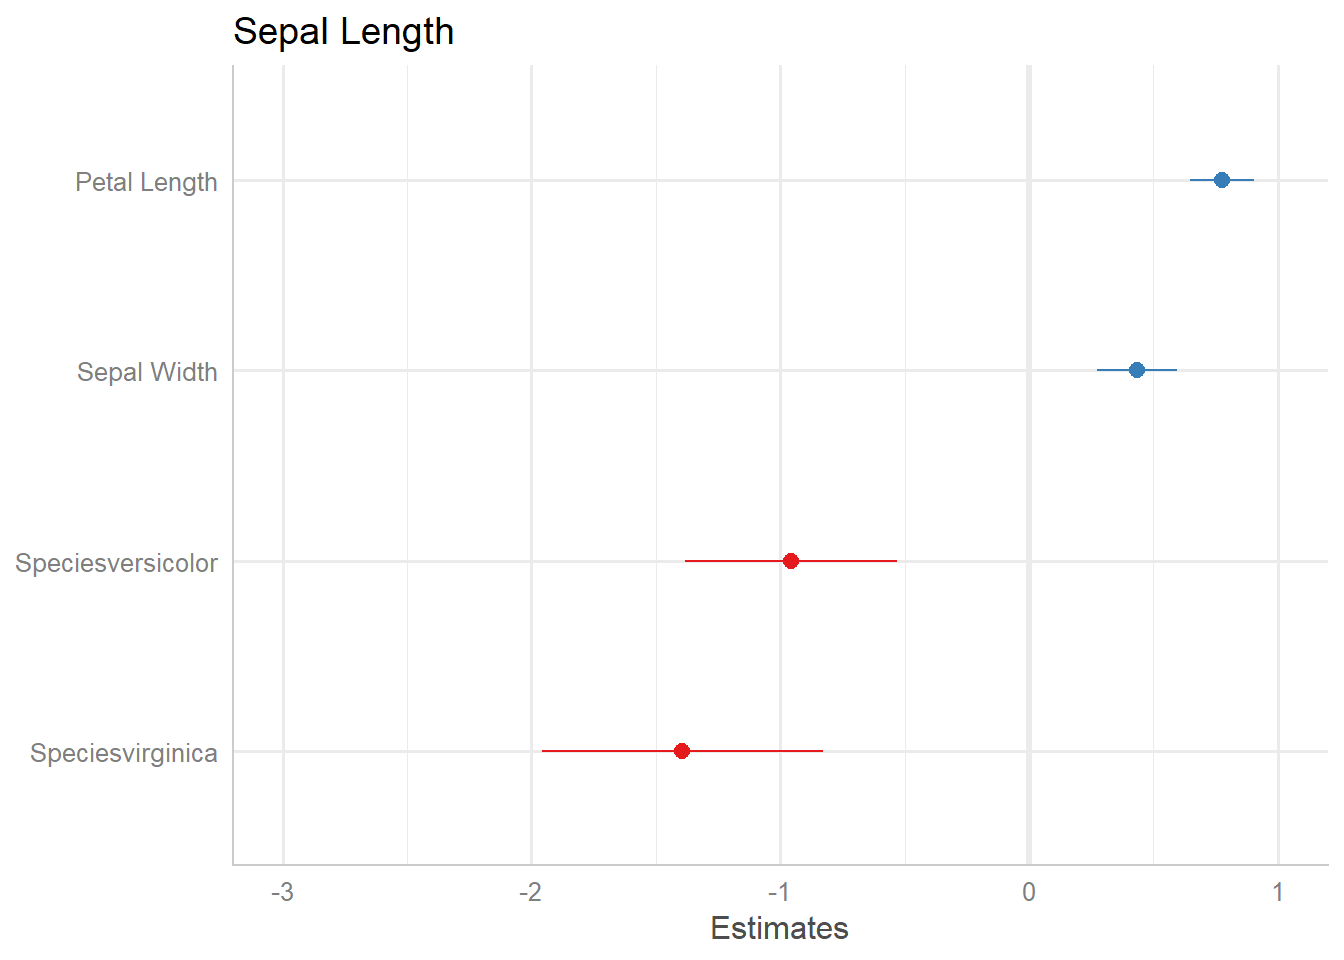 Sepal Length
Petal Length
Sepal Width
Speciesversicolor
Speciesvirginica
-3 -2 -1 0 1
Estimates